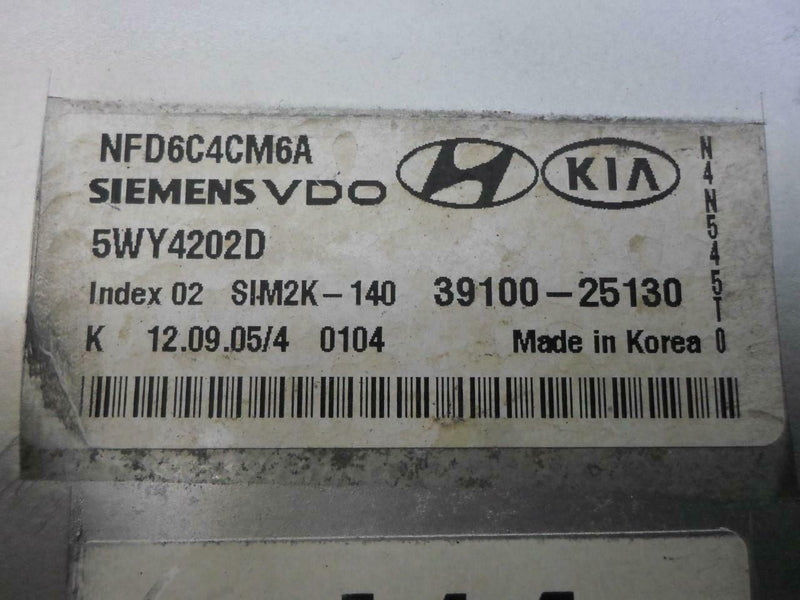 NFD6C4CM6A
SIEMENS VDO
KIA
5WY4202D
Index 02 SIM2K-140 39100-25130
K 12.09.05/4 0104 Made in Korea
N4N545T0